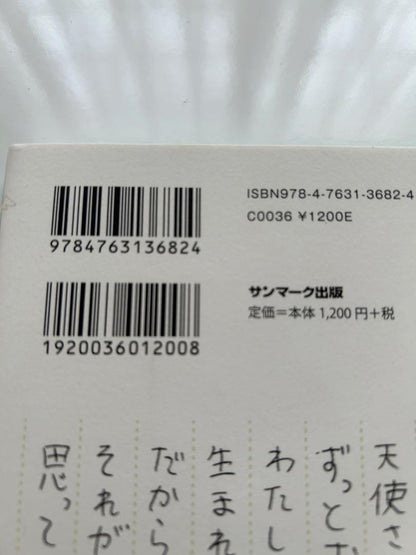 ISBN978-4-7631-3682-4
C0036 ¥1200E
9784763136824
サンマーク出版
定価=本体1,200円+税
1920036012008
天使さ
ずっとさ
わたし
生まれ
だから
それが
思って